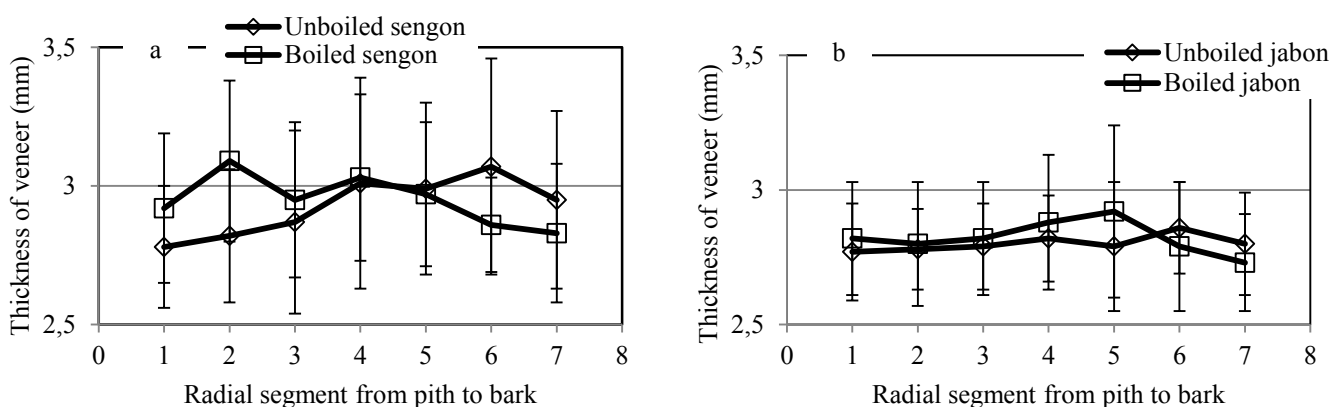 a
Unboiled sengon
Boiled sengon
3,5
3
2,5
Thickness of veneer (mm)
0 1 2 3 4 5 6 7 8
Radial segment from pith to bark
b
Unboiled jabon
Boiled jabon
3,5
3
2,5
Thickness of veneer (mm)
0 1 2 3 4 5 6 7 8
Radial segment from pith to bark